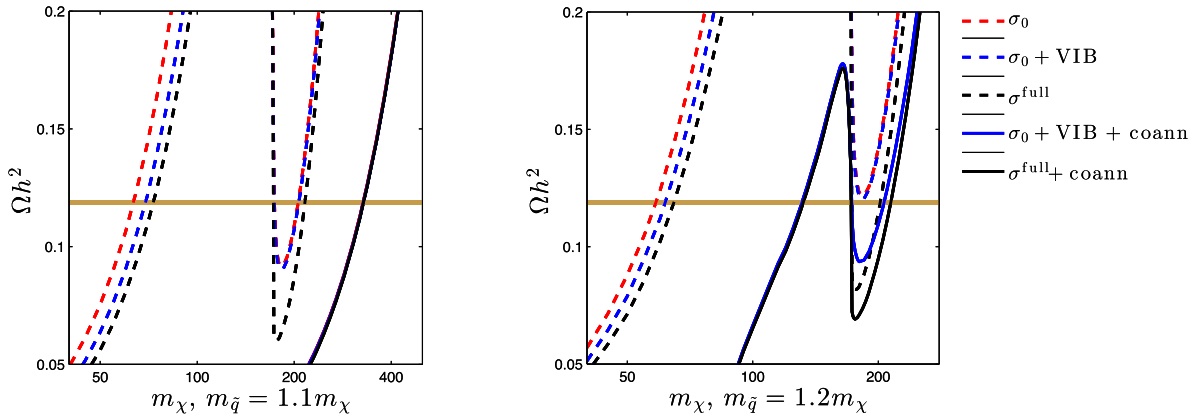 0.2
0.15
0.1
0.05
Ωh²
50
100
200
400
m_χ, m_q̃ = 1.1m_χ
0.2
0.15
0.1
0.05
Ωh²
50
100
200
m_χ, m_q̃ = 1.2m_χ
σ₀
σ₀ + VIB
σ^full
σ₀ + VIB + coann
σ^full + coann